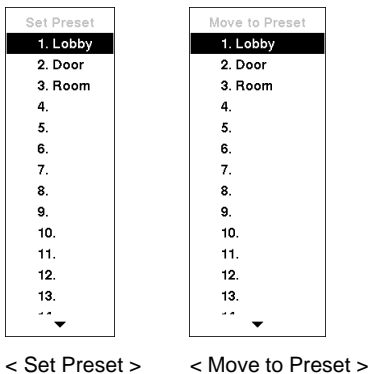 Set Preset
1. Lobby
2. Door
3. Room
4.
5.
6.
7.
8.
9.
10.
11.
12.
13.
Move to Preset
1. Lobby
2. Door
3. Room
4.
5.
6.
7.
8.
9.
10.
11.
12.
13.
< Set Preset >
< Move to Preset >